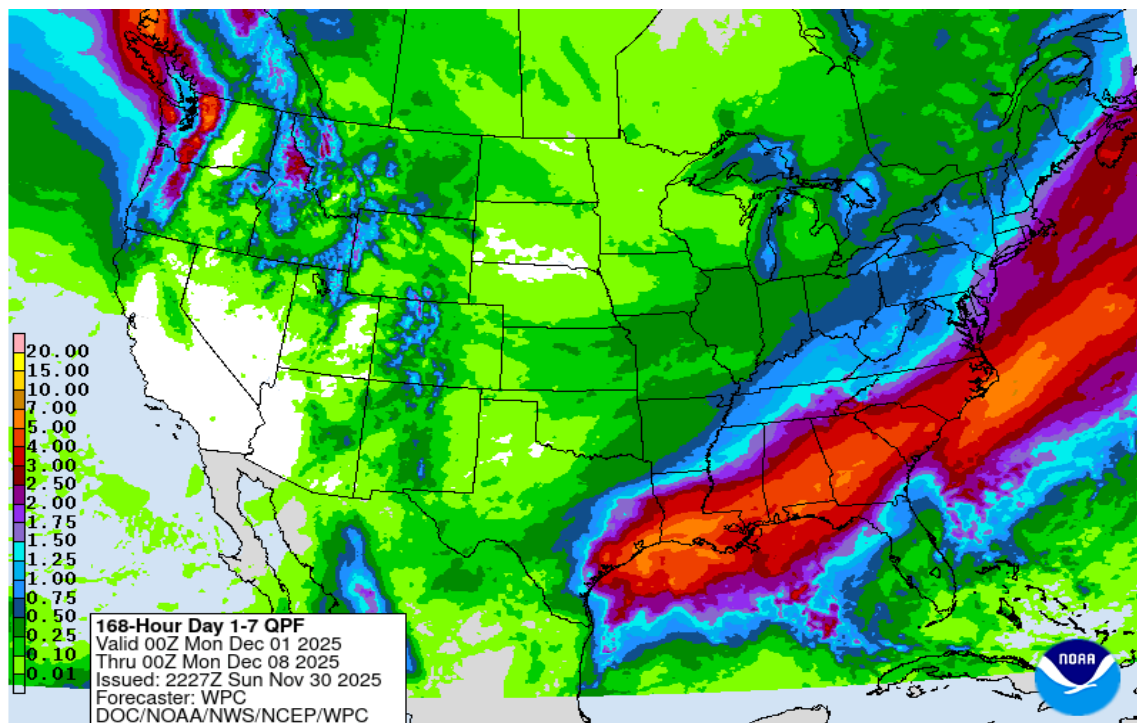 20.00
15.00
10.00
7.00
5.00
4.00
3.00
2.50
2.00
1.75
1.50
1.25
1.00
0.75
0.50
0.25
0.10
0.01
168-Hour Day 1-7 QPF
Valid 00Z Mon Dec 01 2025
Thru 00Z Mon Dec 08 2025
Issued: 2227Z Sun Nov 30 2025
Forecaster: WPC
DOC/NOAA/NWS/NCEP/WPC
NOAA